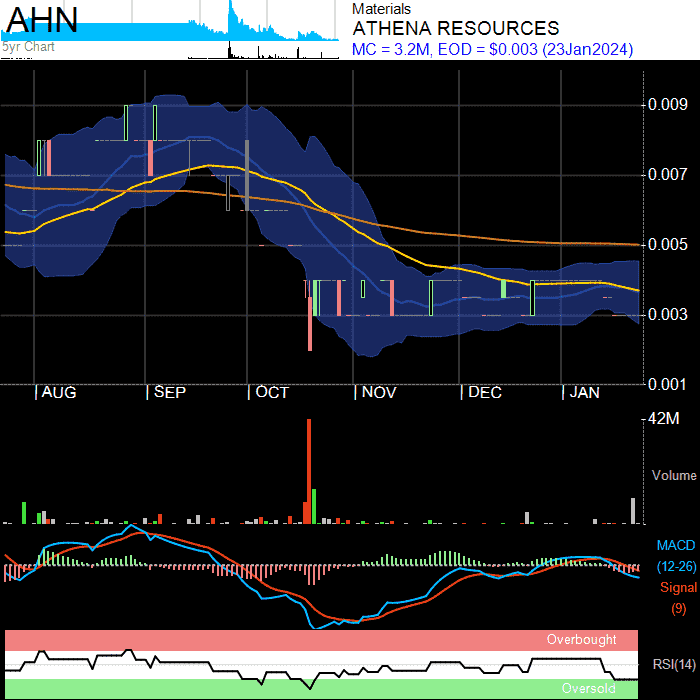 AHN
5yr Chart
Materials
ATHENA RESOURCES
MC = 3.2M, EOD = $0.003 (23Jan2024)
0.009
0.007
0.005
0.003
0.001
AUG SEP OCT NOV DEC JAN
42M
Volume
MACD
(12-26)
Signal
(9)
Overbought
RSI(14)
Oversold